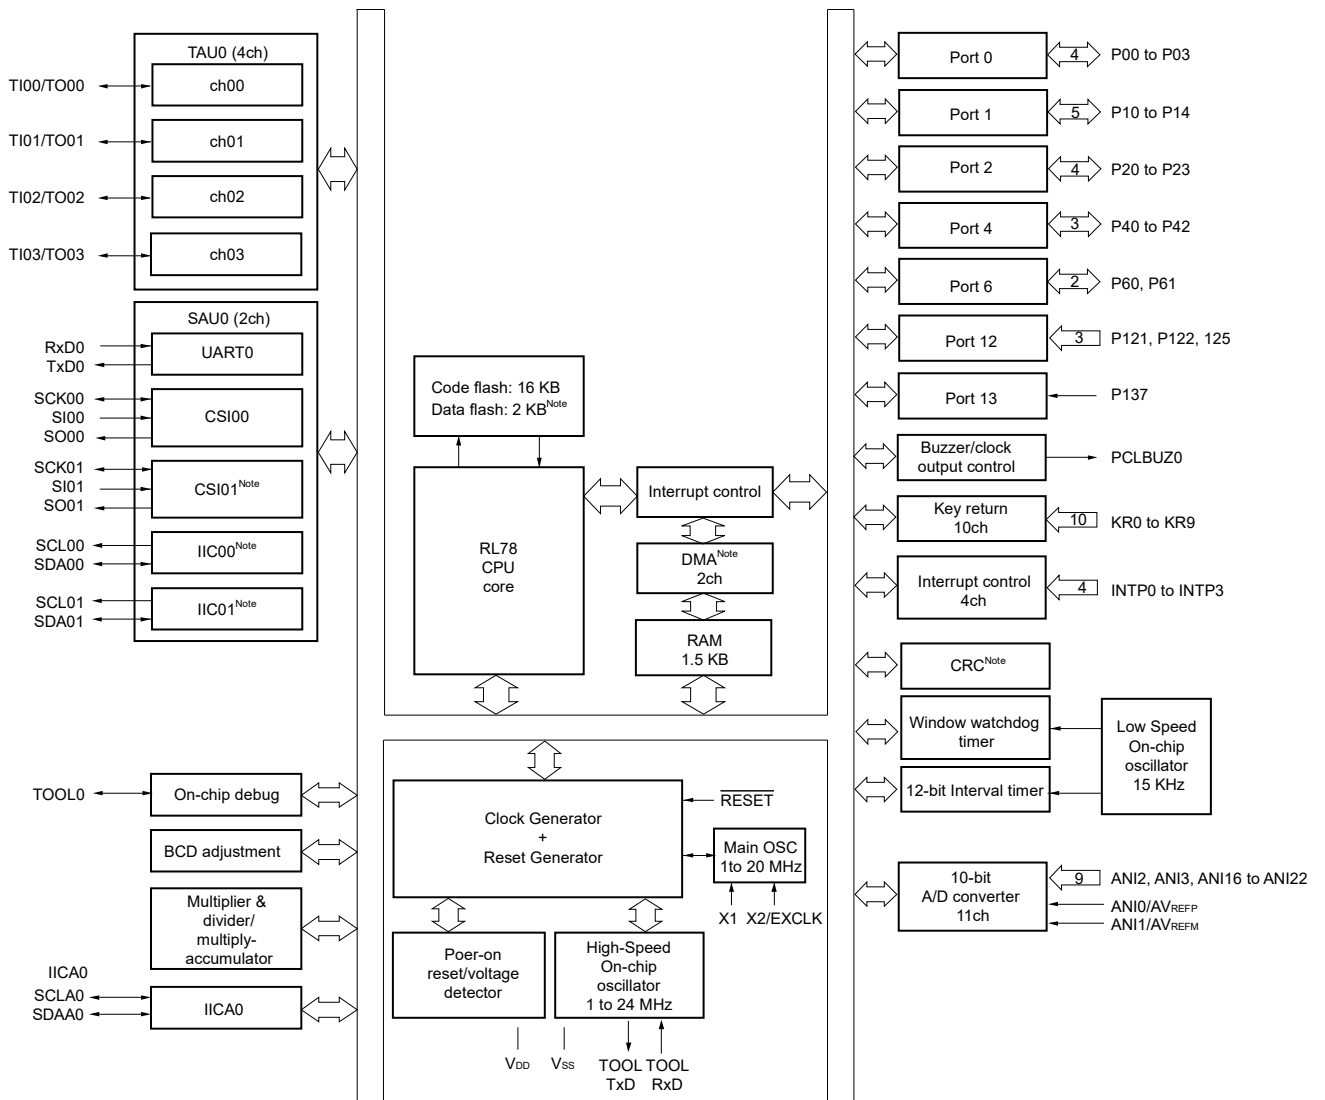 TAU0 (4ch)
TI00/TO00
ch00
TI01/TO01
ch01
TI02/TO02
ch02
TI03/TO03
ch03
SAU0 (2ch)
RxD0
TxD0
UART0
SCK00
SI00
SO00
CSI00
SCK01
SI01
SO01
CSI01Note
SCL00
SDA00
IIC00Note
SCL01
SDA01
IIC01Note
TOOL0
On-chip debug
BCD adjustment
Multiplier &
divider/
multiply-
accumulator
IICA0
SCLA0
SDAA0
IICA0
Code flash: 16 KB
Data flash: 2 KBNote
RL78
CPU
core
Interrupt control
DMANote
2ch
RAM
1.5 KB
Clock Generator
+
Reset Generator
RESET
Main OSC
1to 20 MHz
X1 X2/EXCLK
Poer-on
reset/voltage
detector
High-Speed
On-chip
oscillator
1 to 24 MHz
VDD
VSS
TOOL
TxD
TOOL
RxD
Port 0
4
P00 to P03
Port 1
5
P10 to P14
Port 2
4
P20 to P23
Port 4
3
P40 to P42
Port 6
2
P60, P61
Port 12
3
P121, P122, 125
Port 13
P137
Buzzer/clock
output control
PCLBUZ0
Key return
10ch
10
KR0 to KR9
Interrupt control
4ch
4
INTP0 to INTP3
CRCNote
Window watchdog
timer
12-bit Interval timer
Low Speed
On-chip
oscillator
15 KHz
10-bit
A/D converter
11ch
9
ANI2, ANI3, ANI16 to ANI22
ANI0/AVREFP
ANI1/AVREFM